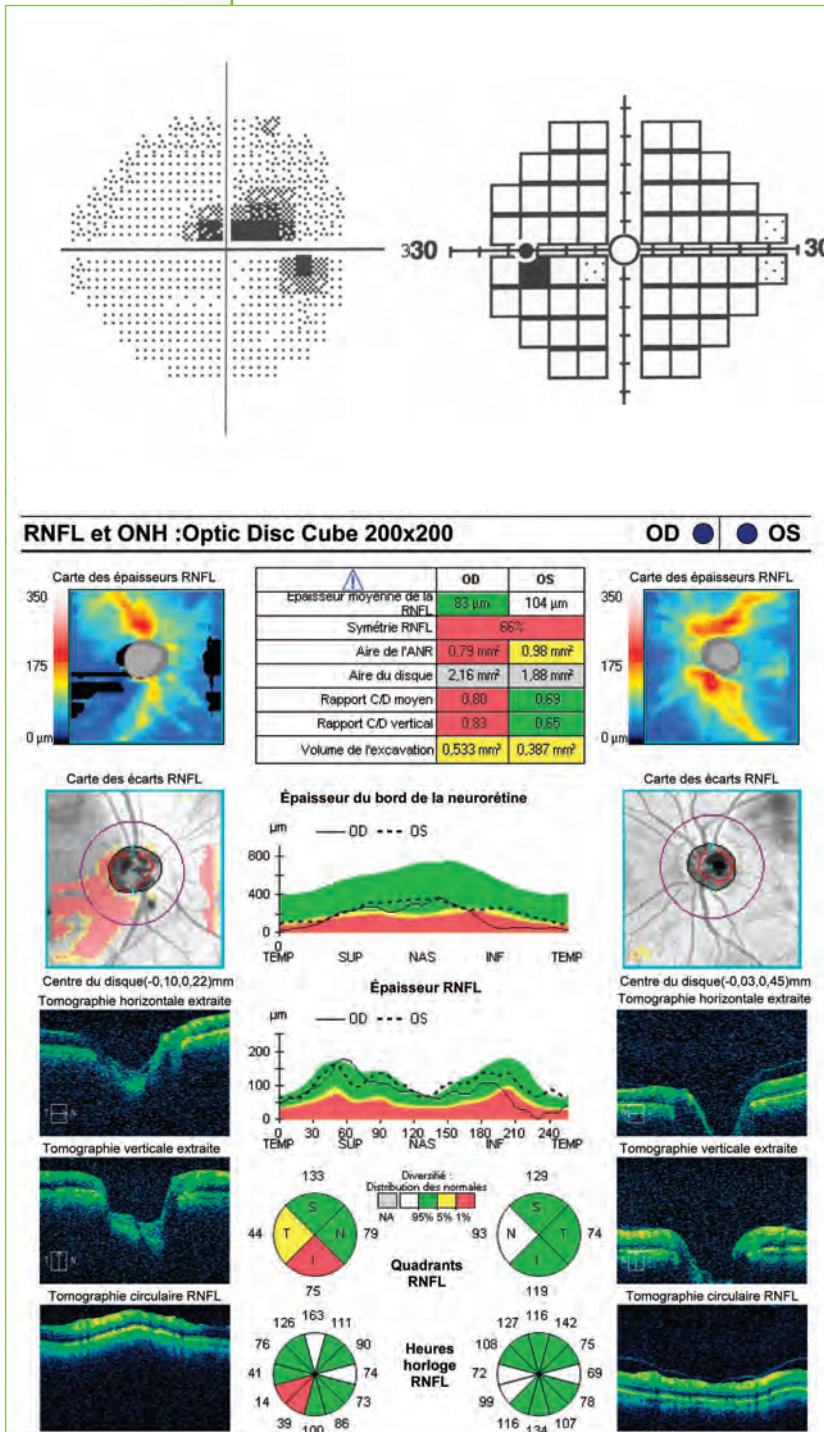 330
30
RNFL et ONH :Optic Disc Cube 200x200
OD OS
Carte des épaisseurs RNFL
350
175
0 µm
OD OS
Épaisseur moyenne de la RNFL 83 µm 104 µm
Symétrie RNFL 66%
Aire de l'ANR 0,79 mm² 0,98 mm²
Aire du disque 2,16 mm² 1,88 mm²
Rapport C/D moyen 0,80 0,69
Rapport C/D vertical 0,83 0,65
Volume de l'excavation 0,533 mm³ 0,387 mm³
Carte des épaisseurs RNFL
350
175
0 µm
Carte des écarts RNFL
Centre du disque(-0,10,0,22)mm
Épaisseur du bord de la neurorétine
µm OD OS
800
400
0
0
TEMP SUP NAS INF TEMP
Carte des écarts RNFL
Centre du disque(-0,03,0,45)mm
Tomographie horizontale extraite
T N
Épaisseur RNFL
µm OD OS
200
100
0
0 30 60 90 120 150 180 210 240
TEMP SUP NAS INF TEMP
Tomographie horizontale extraite
Tomographie verticale extraite
T N
133
44 S T N I 79
75
Diversifié :
Distribution des normales
NA 95% 5% 1%
Quadrants
RNFL
129
93 S N T I 74
119
Tomographie verticale extraite
Tomographie circulaire RNFL
163
126 111
76 90
41 74
14 73
39 86
100
Heures
horloge
RNFL
116
127 142
108 75
72 69
99 78
116 107
134
Tomographie circulaire RNFL